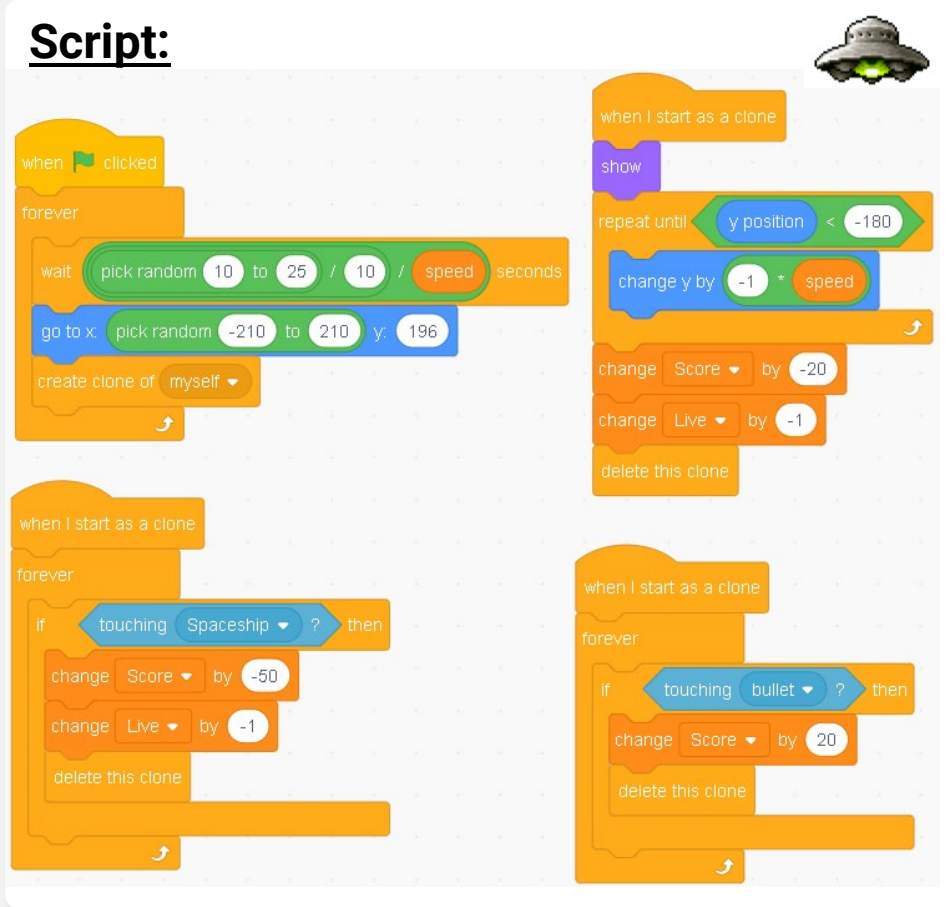 Script:
when clicked
forever
wait pick random 10 to 25 / 10 / speed seconds
go to x: pick random -210 to 210 y: 196
create clone of myself
when I start as a clone
show
repeat until y position < -180
change y by -1 * speed
change Score by -20
change Live by -1
delete this clone
when I start as a clone
forever
if touching Spaceship ? then
change Score by -50
change Live by -1
delete this clone
when I start as a clone
forever
if touching bullet ? then
change Score by 20
delete this clone